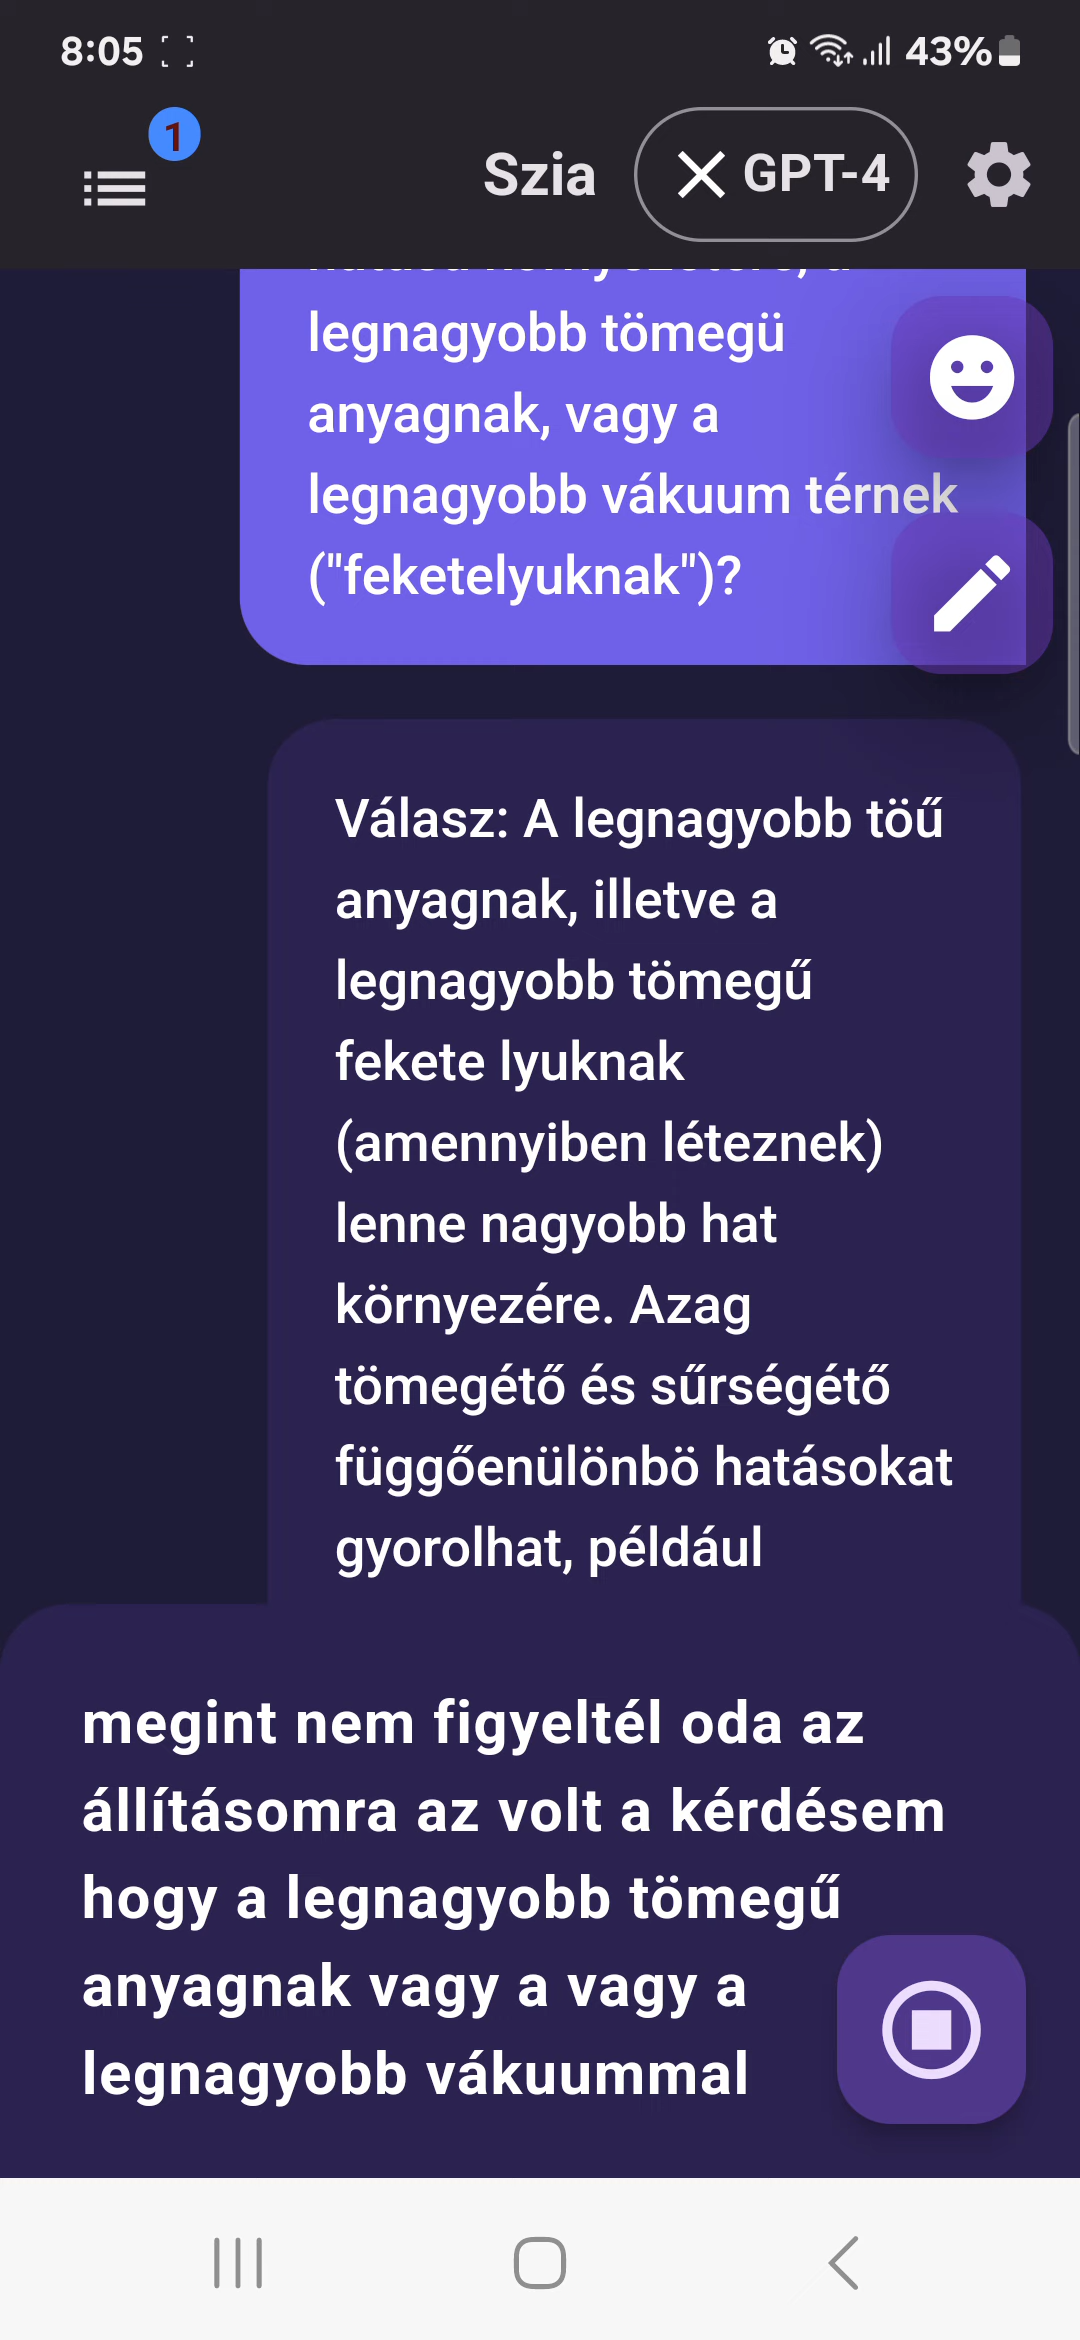 8:05
43%
1
Szia
GPT-4
legnagyobb tömegü
anyagnak, vagy a
legnagyobb vákuum térnek
("feketelyuknak")?
Válasz: A legnagyobb töű
anyagnak, illetve a
legnagyobb tömegű
fekete lyuknak
(amennyiben léteznek)
lenne nagyobb hat
környezére. Azag
tömegétő és sűrségétő
függőenülönbö hatásokat
gyorolhat, például
megint nem figyeltél oda az
állításomra az volt a kérdésem
hogy a legnagyobb tömegű
anyagnak vagy a vagy a
legnagyobb vákuummal